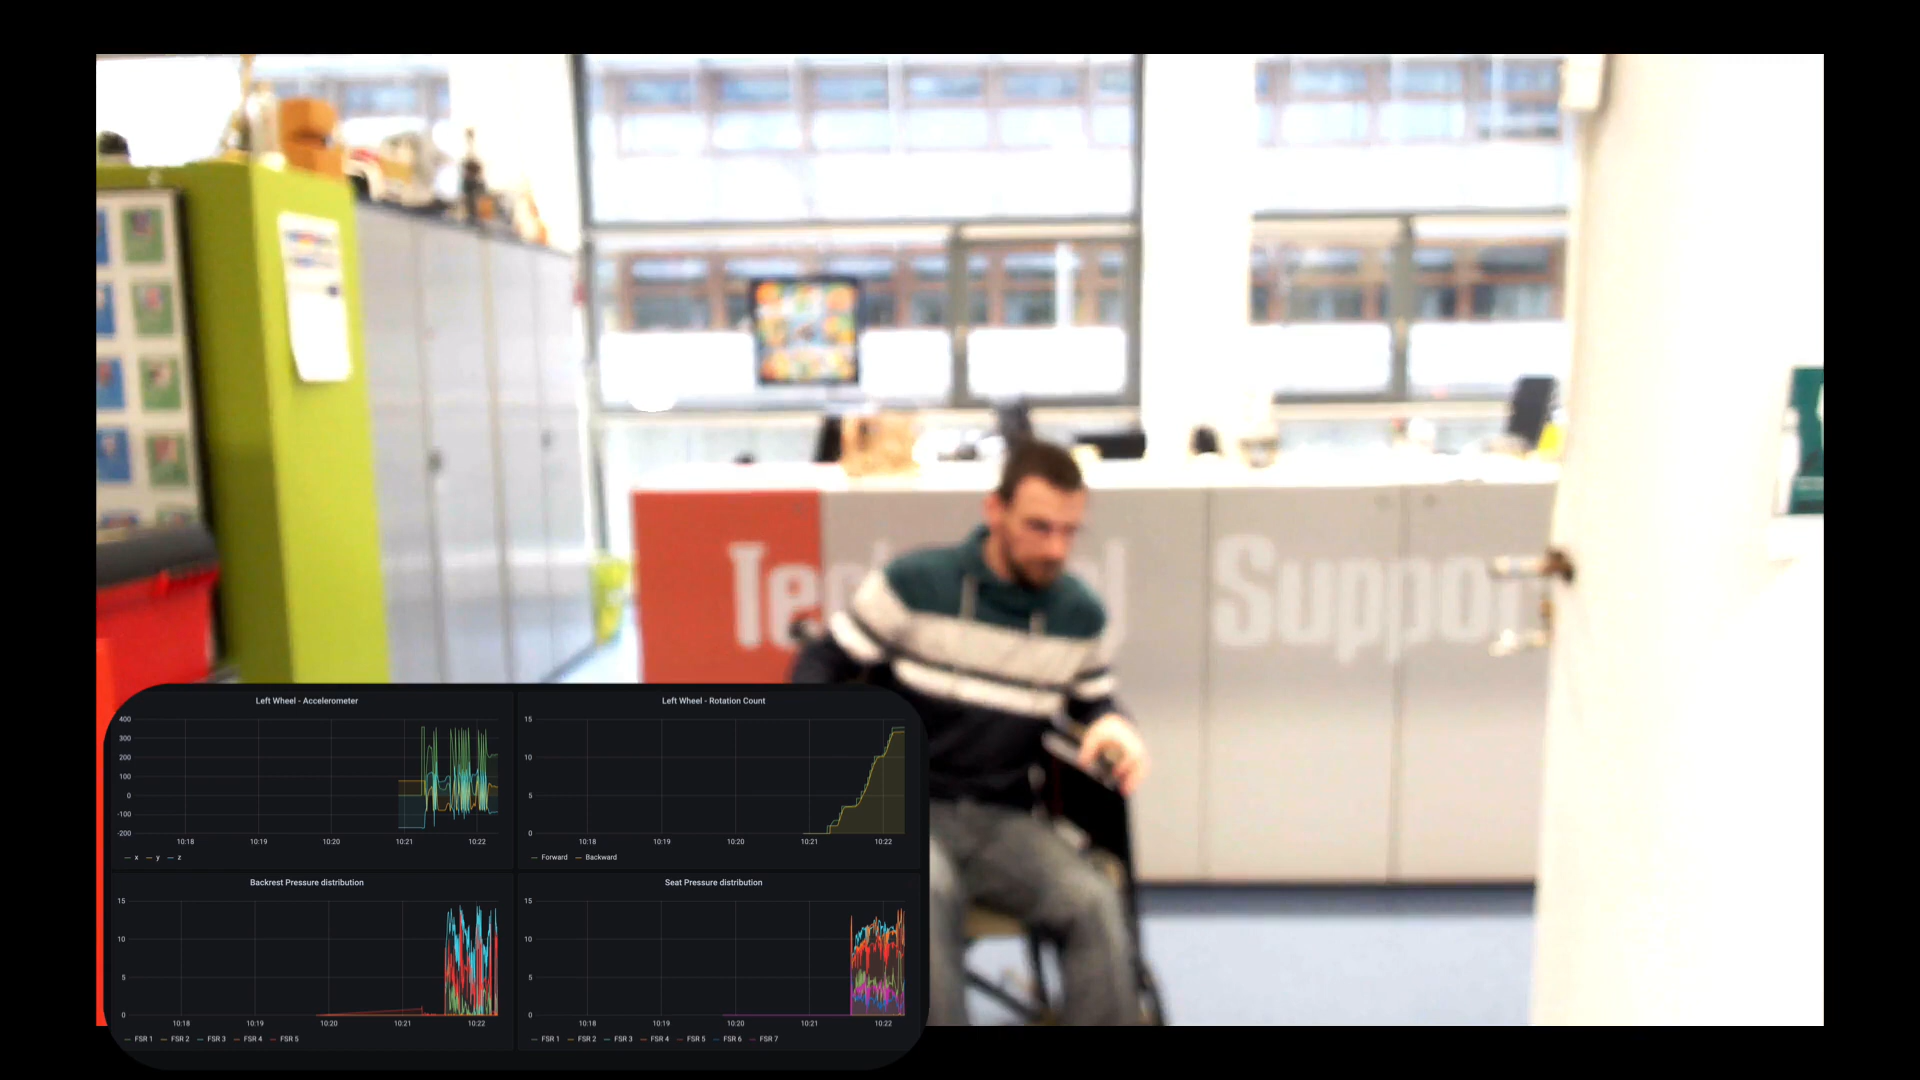 Support
Left Wheel - Accelerometer
400
300
200
100
0
-100
-200
10:18 10:19 10:20 10:21 10:22
x y z
Left Wheel - Rotation Count
15
10
5
0
10:18 10:19 10:20 10:21 10:22
Forward Backward
Backrest Pressure distribution
15
10
5
0
10:18 10:19 10:20 10:21 10:22
FSR 1 FSR 2 FSR 3 FSR 4 FSR 5
Seat Pressure distribution
15
10
5
0
10:18 10:19 10:20 10:21 10:22
FSR 1 FSR 2 FSR 3 FSR 4 FSR 5 FSR 6 FSR 7